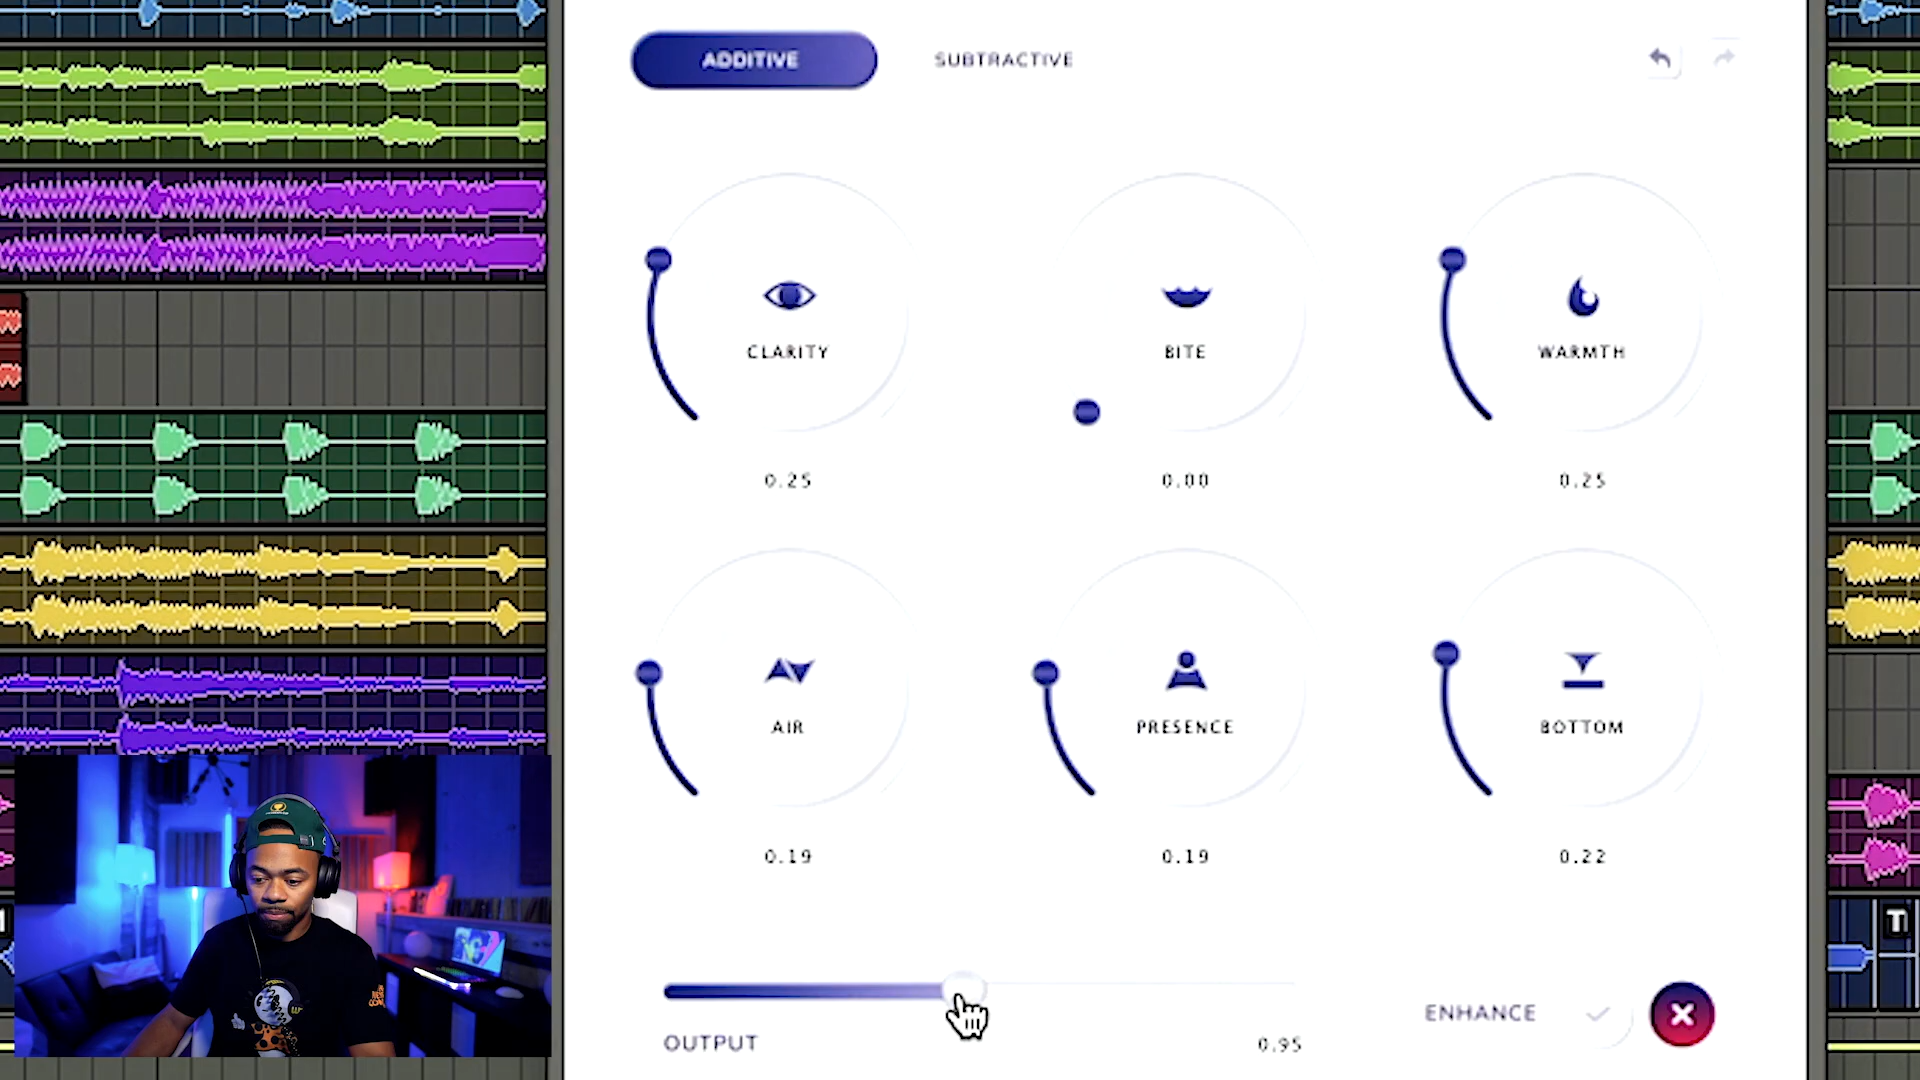 ADDITIVE SUBTRACTIVE
CLARITY BITE WARMTH
0.25 0.00 0.25
AIR PRESENCE BOTTOM
0.19 0.19 0.22
OUTPUT 0.95 ENHANCE